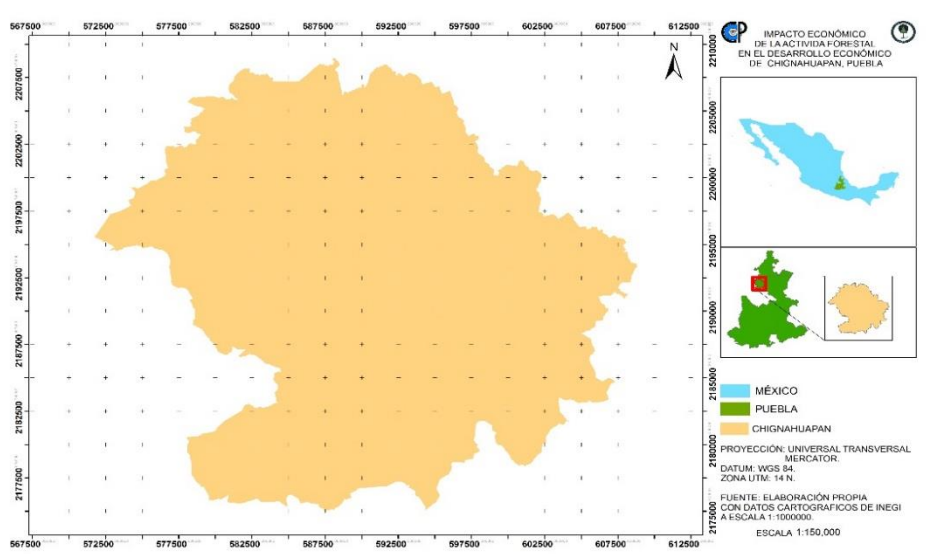 567500 572500 577500 582500 587500 592500 597500 602500 607500 612500
N
2207500
2202500
2197500
2192500
2187500
2182500
2177500
2210000
2205000
2200000
2195000
2190000
2185000
2180000
2175000
567500 572500 577500 582500 587500 592500 597500 602500 607500 612500
CP
IMPACTO ECONÓMICO
DE LA ACTIVIDA FORESTAL
EN EL DESARROLLO ECONÓMICO
DE CHIGNAHUAPAN, PUEBLA
MÉXICO
PUEBLA
CHIGNAHUAPAN
PROYECCIÓN: UNIVERSAL TRANSVERSAL
MERCATOR.
DATUM: WGS 84.
ZONA UTM: 14 N.
FUENTE: ELABORACIÓN PROPIA
CON DATOS CARTOGRAFICOS DE INEGI
A ESCALA 1:1000000.
ESCALA 1:150,000